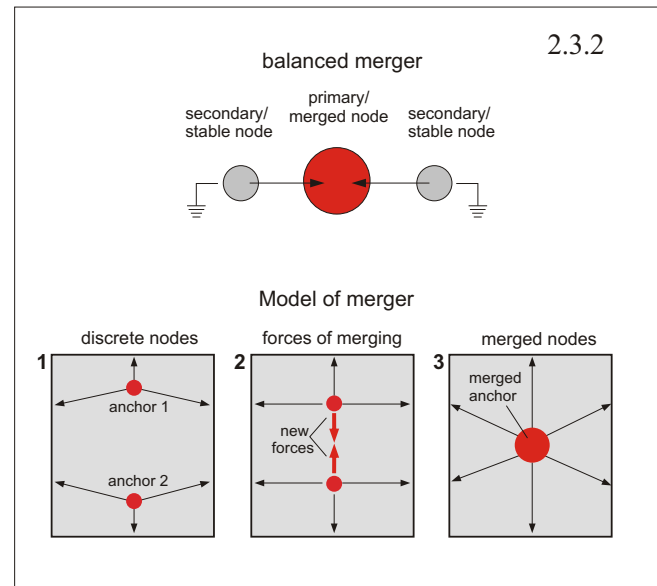 2.3.2
balanced merger
secondary/
stable node
primary/
merged node
secondary/
stable node
Model of merger
1
discrete nodes
anchor 1
anchor 2
2
forces of merging
new
forces
3
merged nodes
merged
anchor